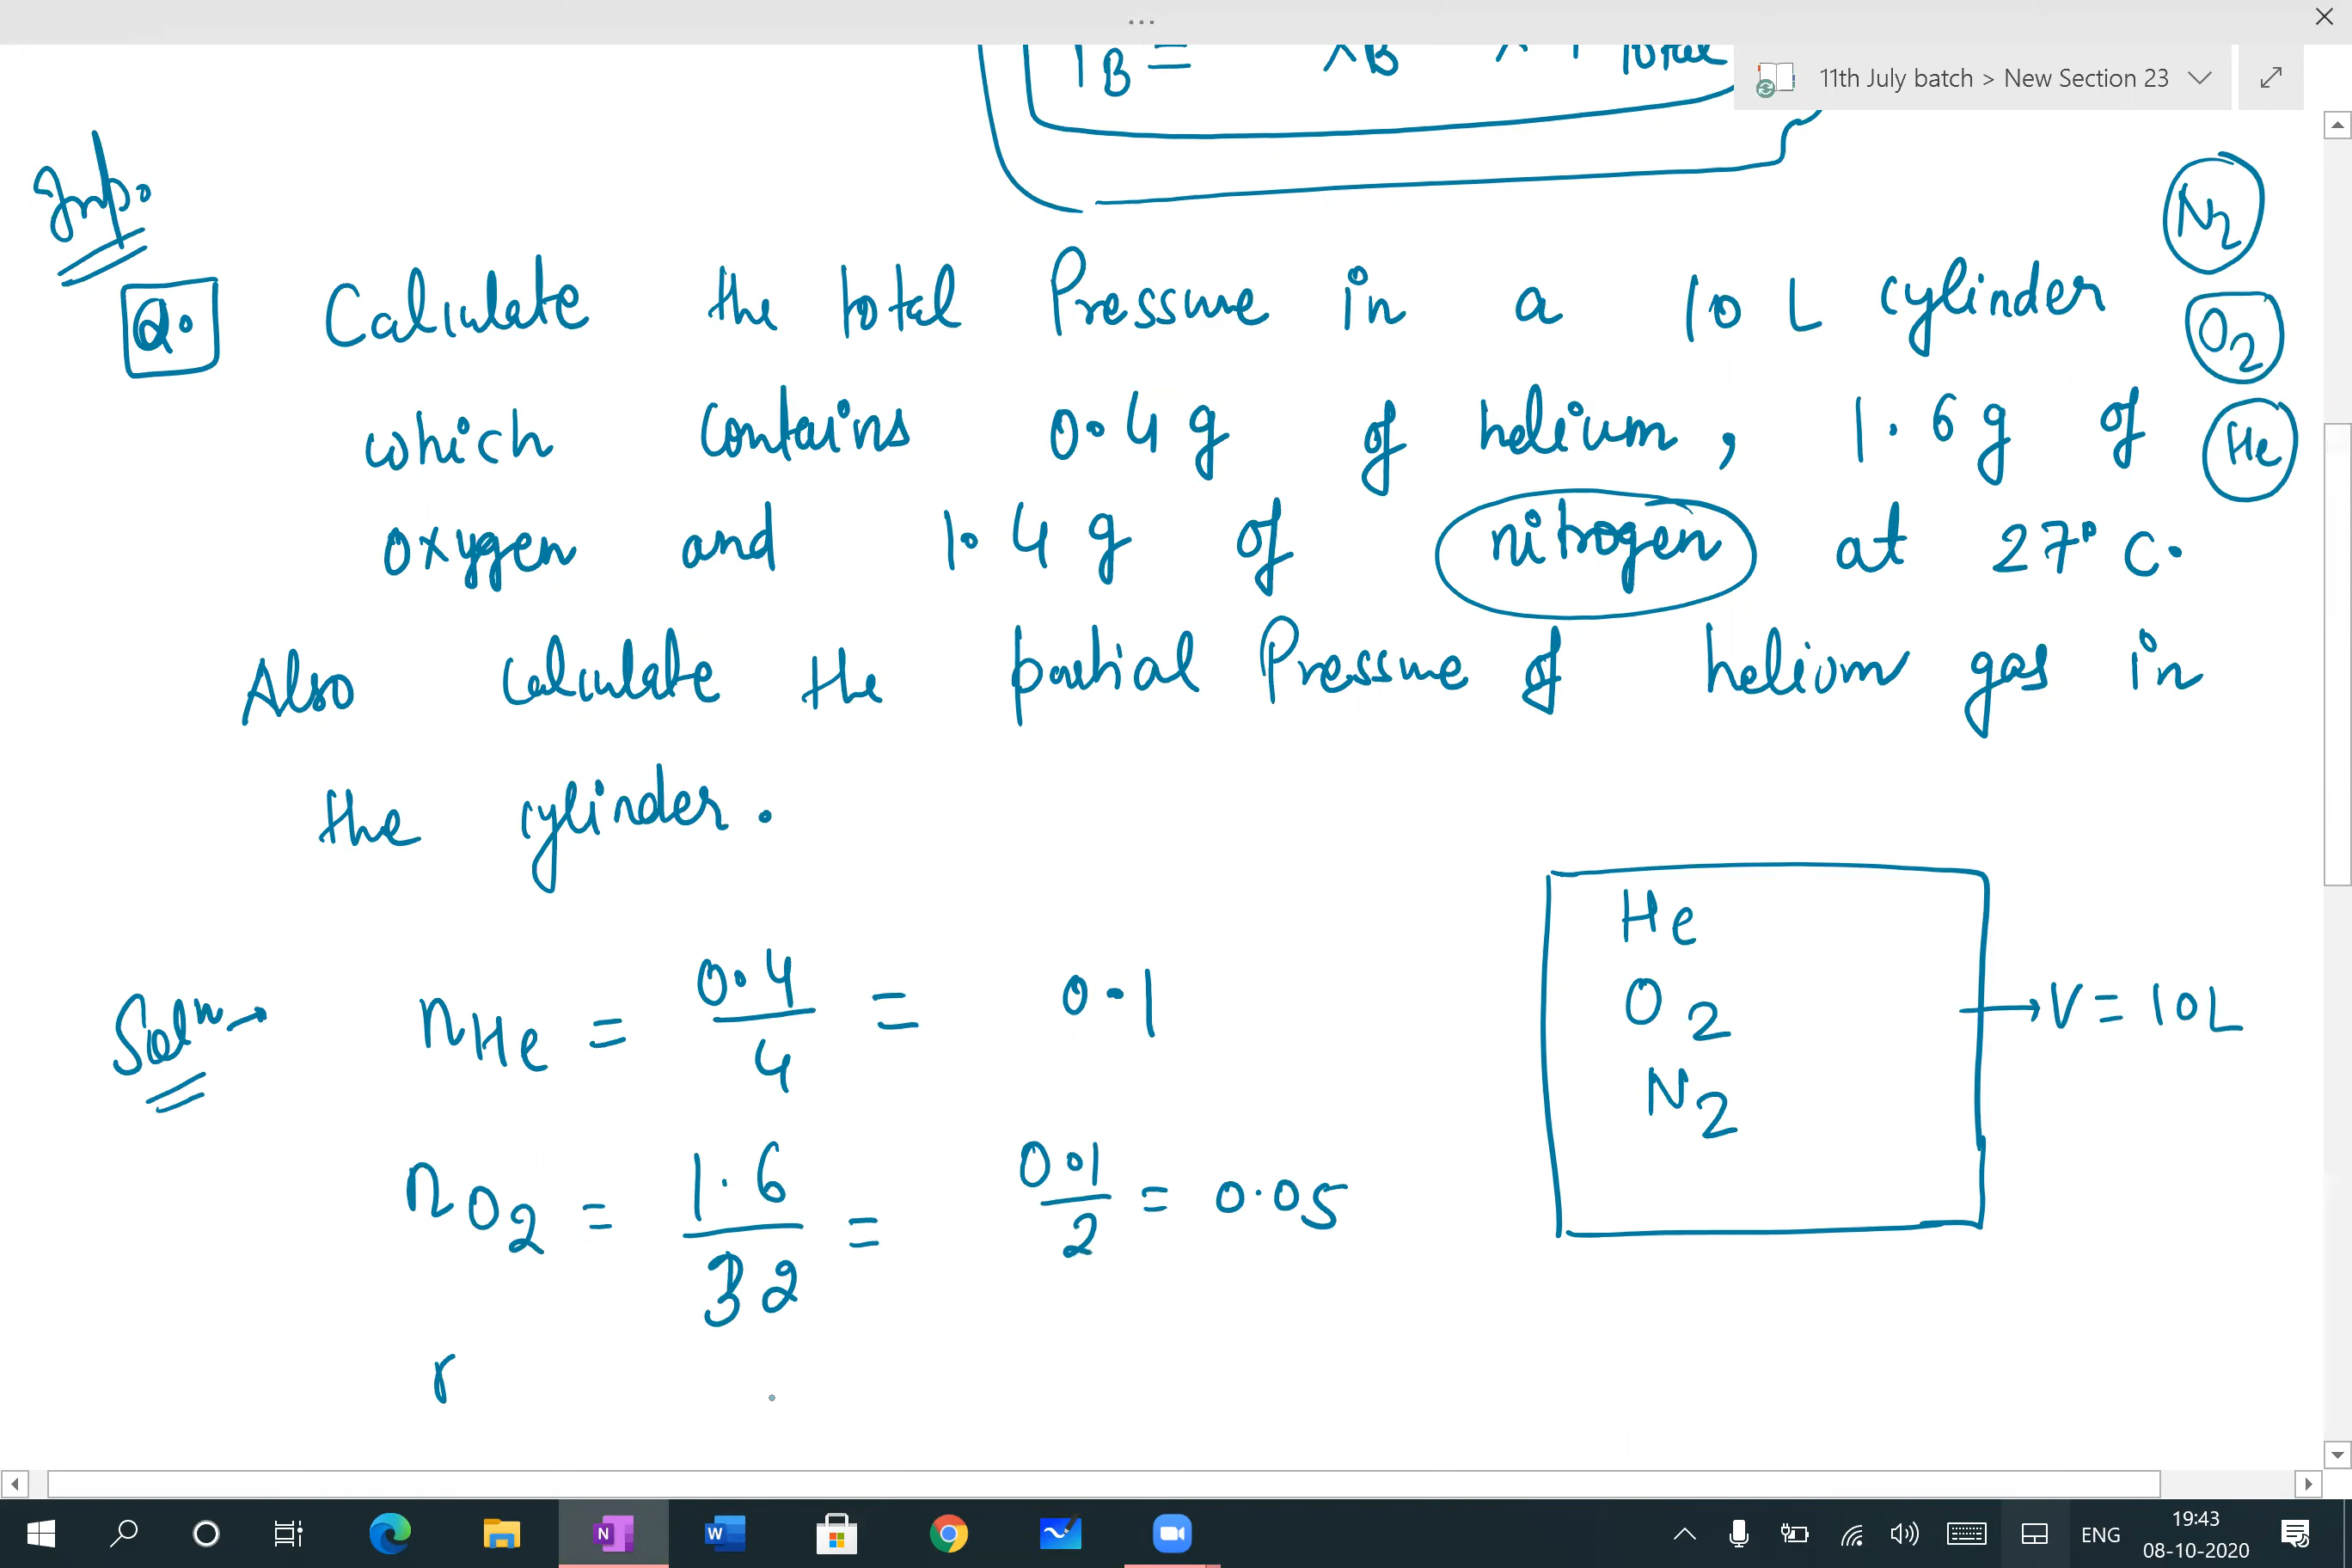 PB = xB x P Total
11th July batch > New Section 23
Imp.
N2
Q. Calculate the total Pressure in a 10 L cylinder
O2
which contains 0.4 g of helium, 1.6 g of
He
oxygen and 1.4 g of nitrogen at 27° C.
Also calculate the partial Pressure of helium gas in
the cylinder.
He
Soln → nHe = 0.4/4 = 0.1
O2
→ V = 10L
N2
nO2 = 1.6/32 = 0.1/2 = 0.05
ENG
19:43
08-10-2020